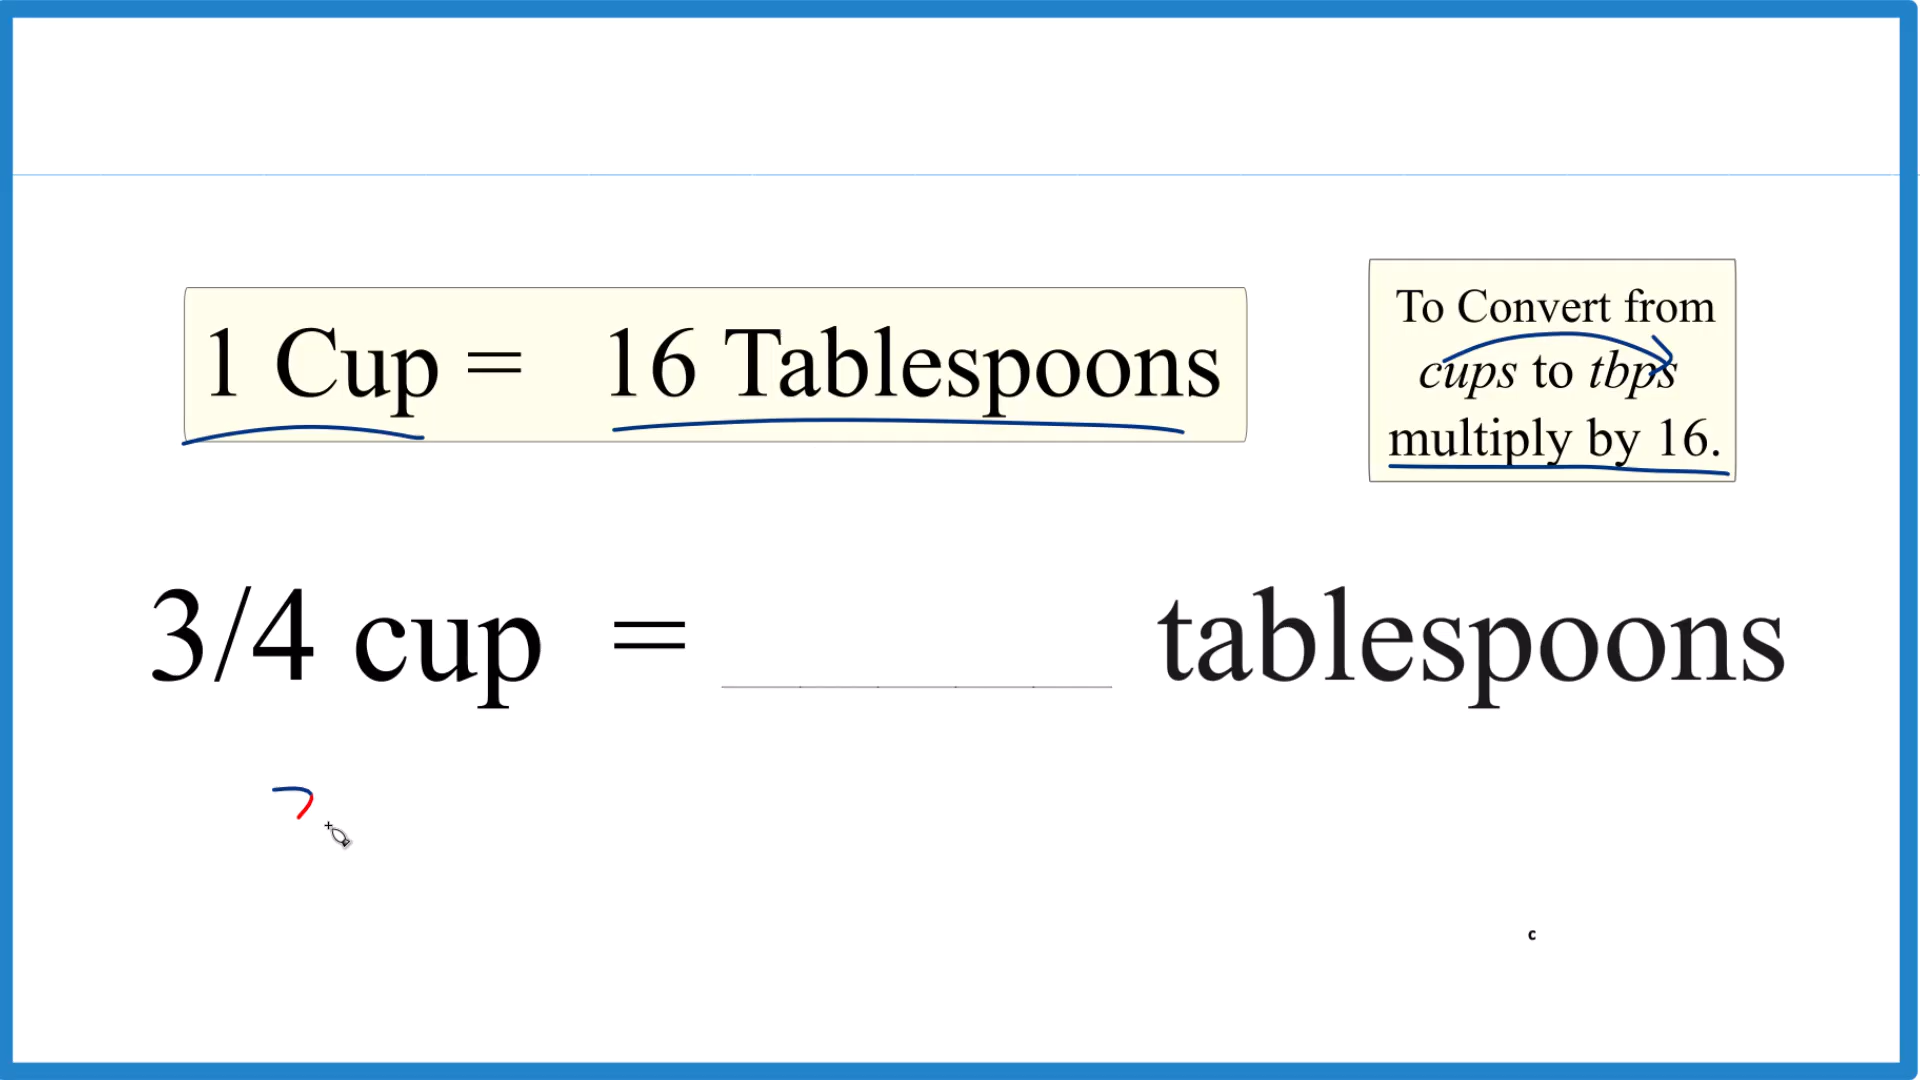 1 Cup = 16 Tablespoons
To Convert from
cups to tbps
multiply by 16.
3/4 cup = tablespoons
c